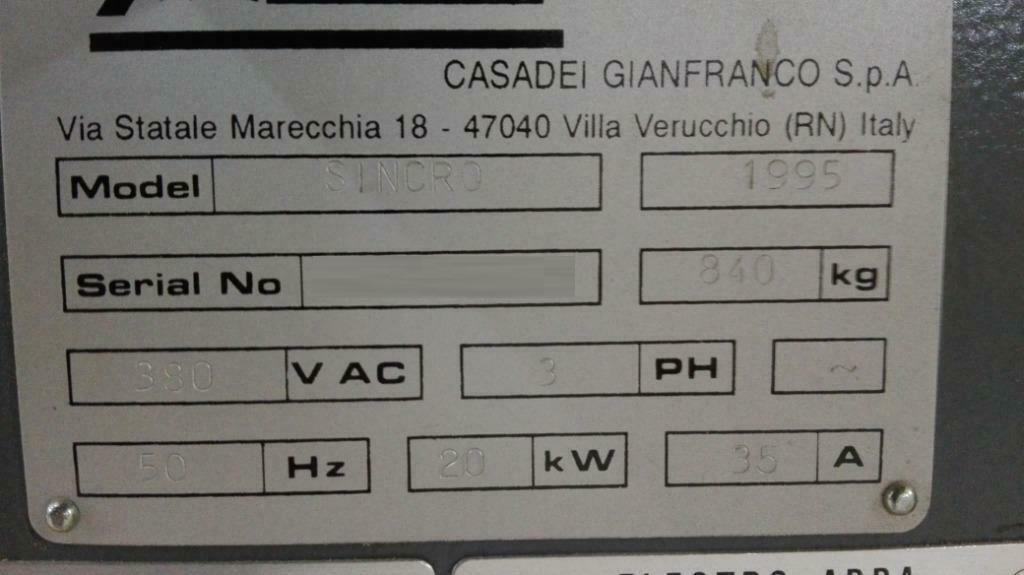 CASADEI GIANFRANCO S.p.A.
Via Statale Marecchia 18 - 47040 Villa Verucchio (RN) Italy
Model SINCRO 1995
Serial No 840 kg
380 V AC 3 PH ~
50 Hz 20 kW 35 A